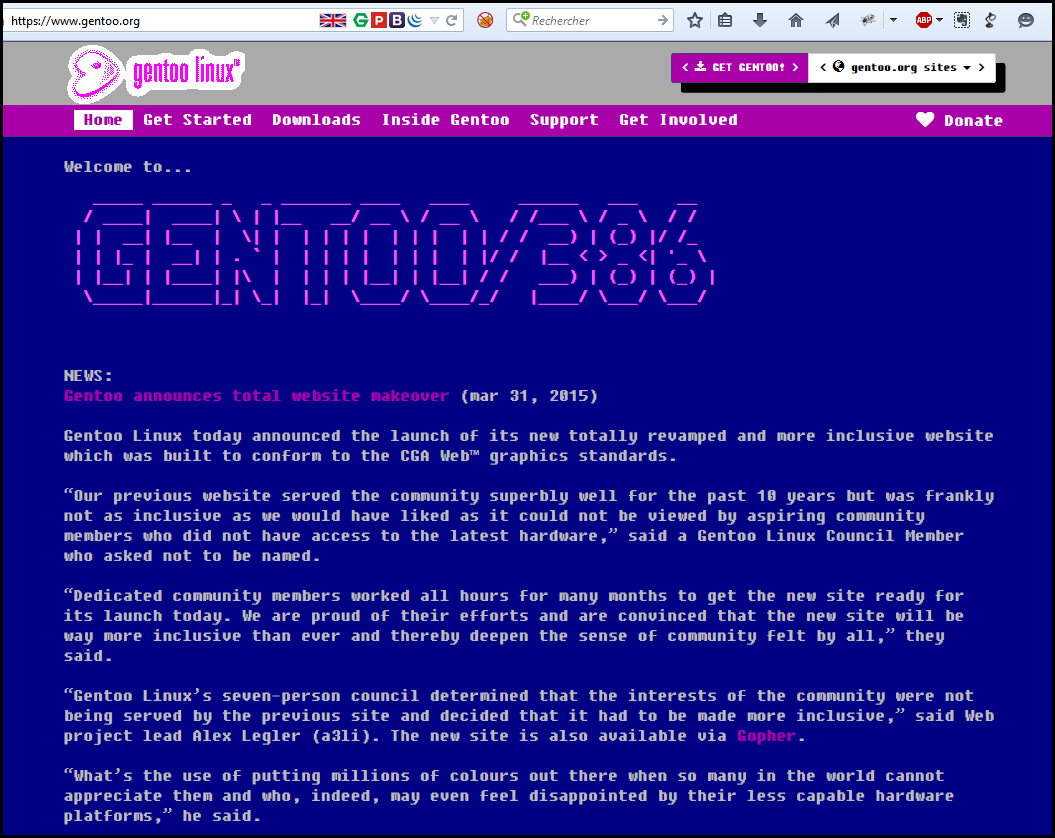 https://www.gentoo.org
Rechercher
ABP
gentoo linux™
< GET GENTOO! >
< gentoo.org sites >
Home Get Started Downloads Inside Gentoo Support Get Involved Donate
Welcome to...
GENTOO/386
NEWS:
Gentoo announces total website makeover (mar 31, 2015)
Gentoo Linux today announced the launch of its new totally revamped and more inclusive website
which was built to conform to the CGA Web™ graphics standards.
“Our previous website served the community superbly well for the past 10 years but was frankly
not as inclusive as we would have liked as it could not be viewed by aspiring community
members who did not have access to the latest hardware,” said a Gentoo Linux Council Member
who asked not to be named.
“Dedicated community members worked all hours for many months to get the new site ready for
its launch today. We are proud of their efforts and are convinced that the new site will be
way more inclusive than ever and thereby deepen the sense of community felt by all,” they
said.
“Gentoo Linux’s seven-person council determined that the interests of the community were not
being served by the previous site and decided that it had to be made more inclusive,” said Web
project lead Alex Legler (a3li). The new site is also available via Gopher.
“What’s the use of putting millions of colours out there when so many in the world cannot
appreciate them and who, indeed, may even feel disappointed by their less capable hardware
platforms,” he said.